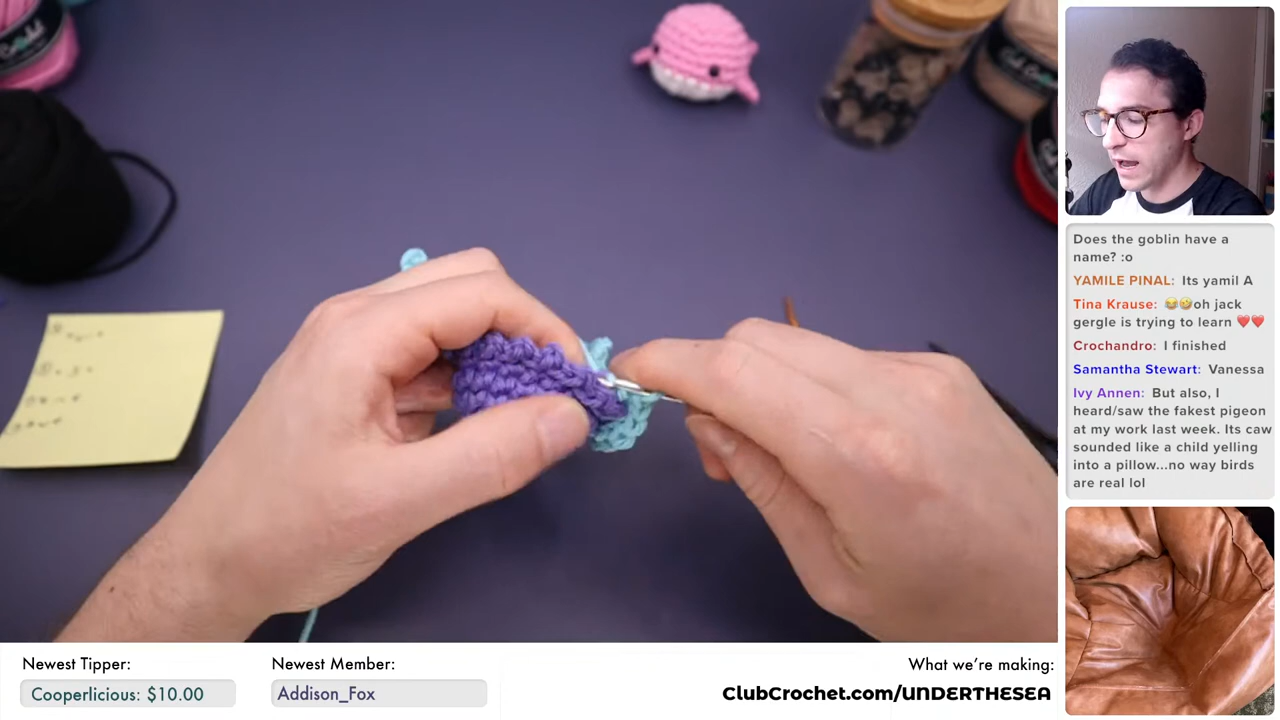 Does the goblin have a
name? :o
YAMILE PINAL: Its yamil A
Tina Krause: 😂🤣oh jack
gergle is trying to learn ❤️❤️
Crochandro: I finished
Samantha Stewart: Vanessa
Ivy Annen: But also, I
heard/saw the fakest pigeon
at my work last week. Its caw
sounded like a child yelling
into a pillow...no way birds
are real lol
Newest Tipper:
Cooperlicious: $10.00
Newest Member:
Addison_Fox
What we're making:
ClubCrochet.com/UNDERTHESEA